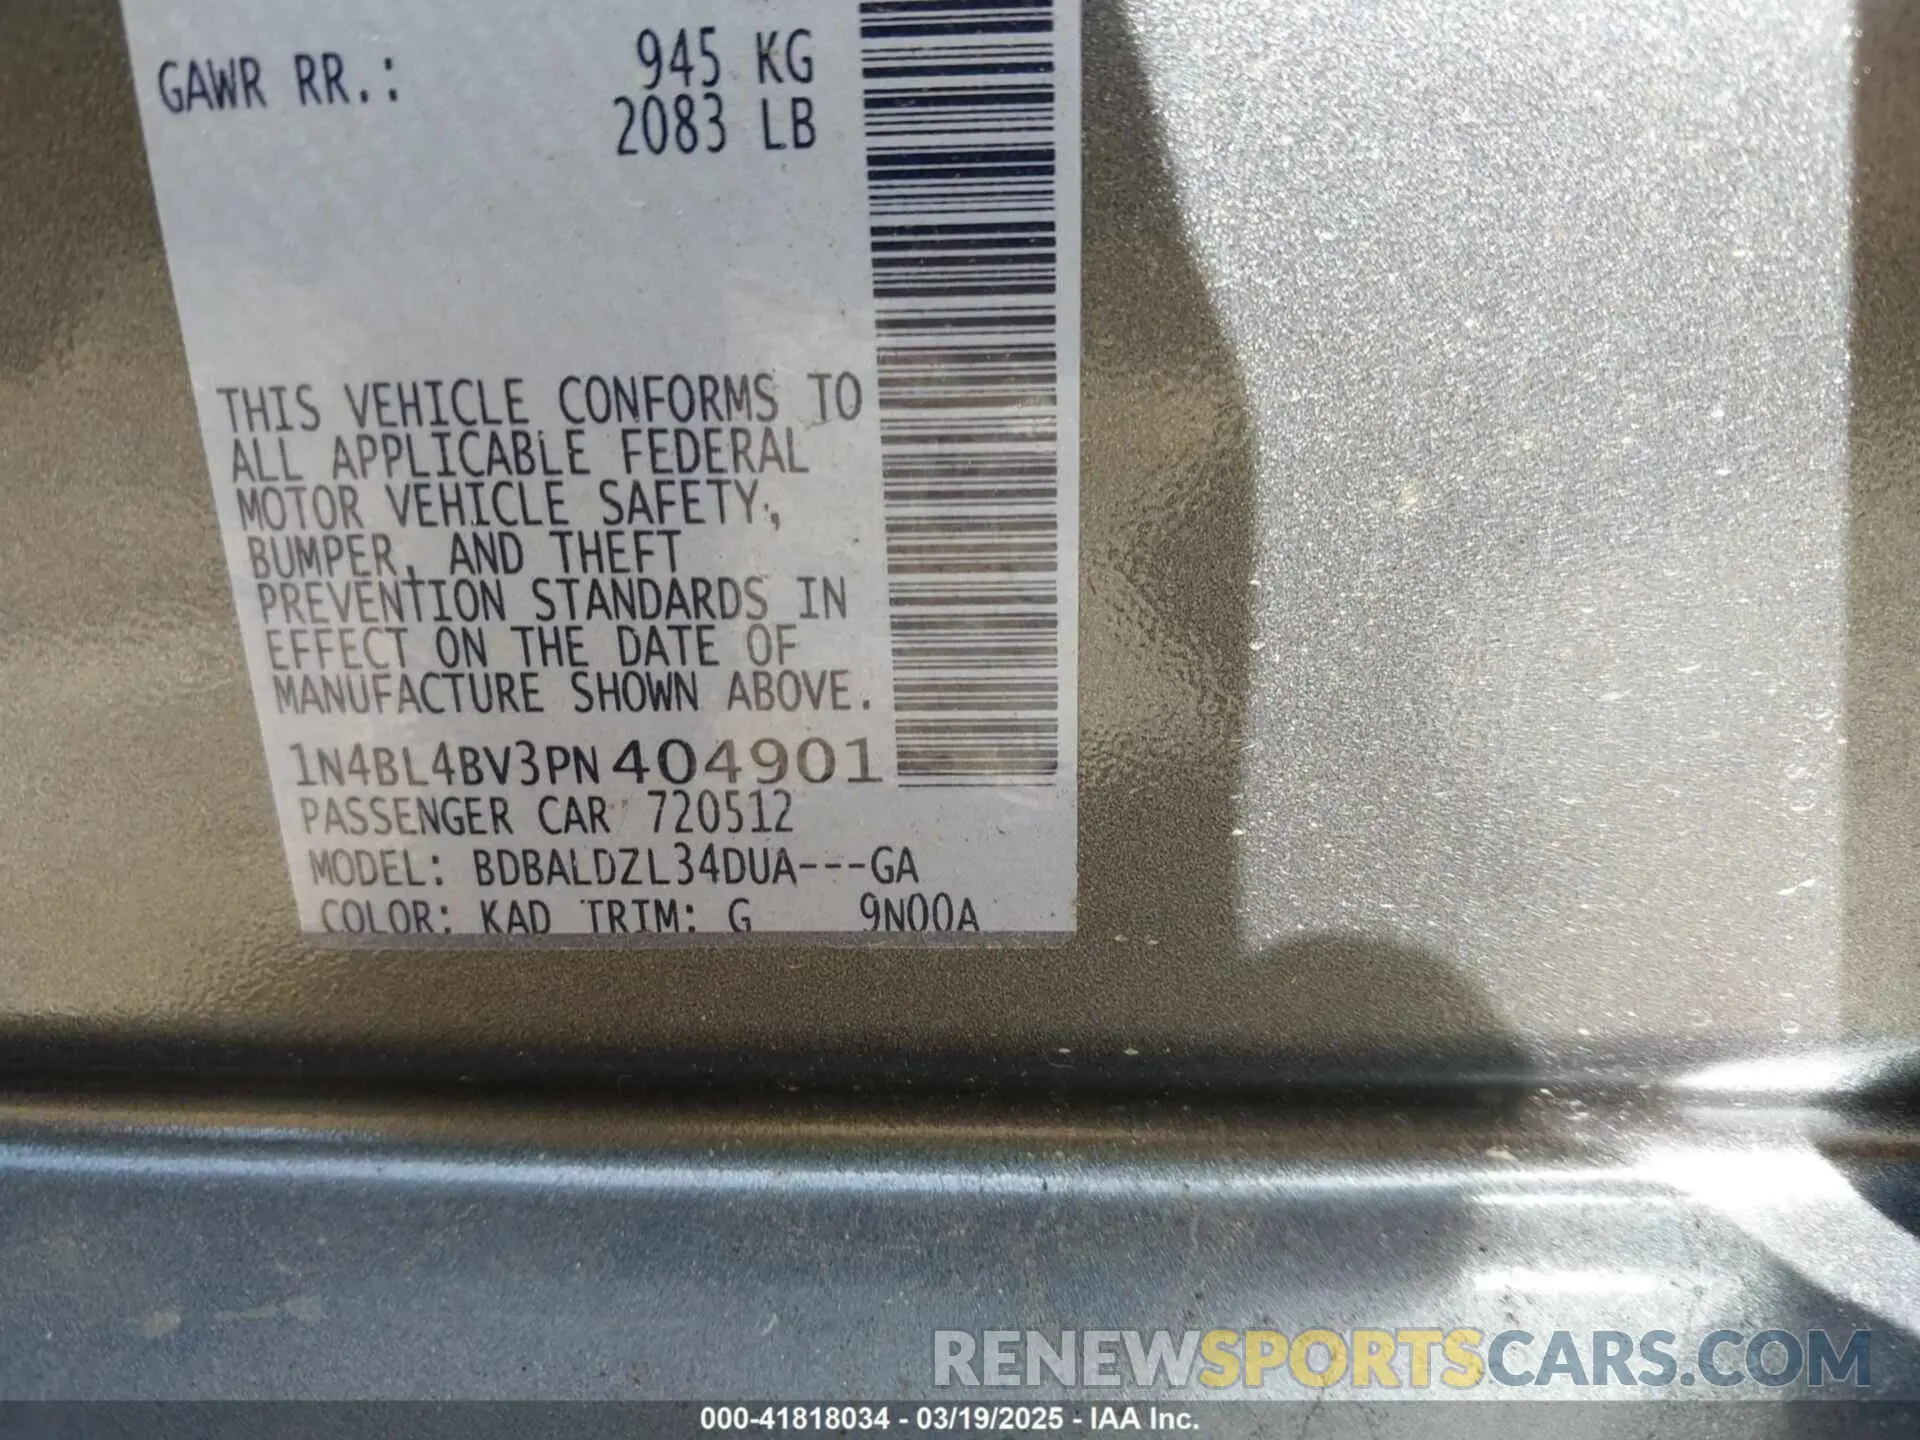 GAWR RR.: 945 KG
2083 LB
THIS VEHICLE CONFORMS TO
ALL APPLICABLE FEDERAL
MOTOR VEHICLE SAFETY,
BUMPER, AND THEFT
PREVENTION STANDARDS IN
EFFECT ON THE DATE OF
MANUFACTURE SHOWN ABOVE.
1N4BL4BV3PN404901
PASSENGER CAR 720512
MODEL: BDBALDZL34DUA---GA
COLOR: KAD TRIM: G 9N00A
RENEWSPORTSCARS.COM
000-41818034 - 03/19/2025 - IAA Inc.